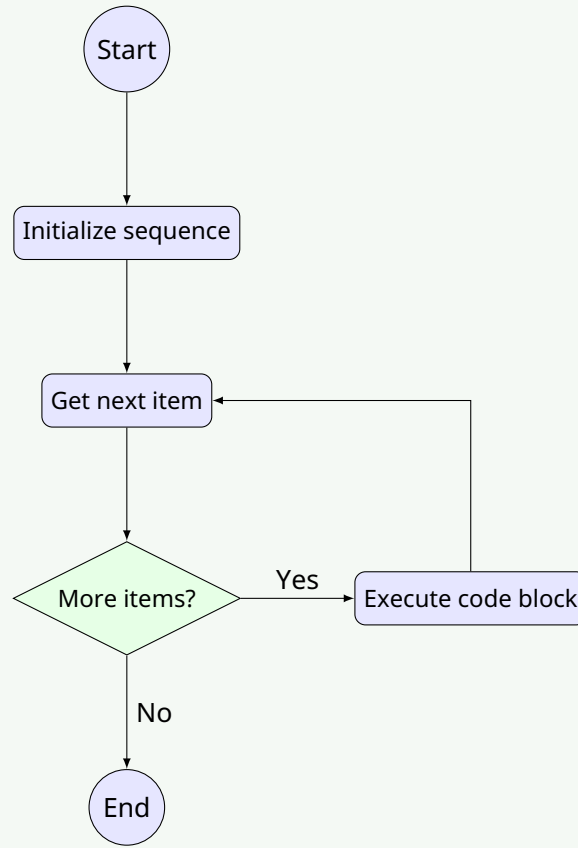 Start
Initialize sequence
Get next item
More items?
Yes
Execute code block
No
End